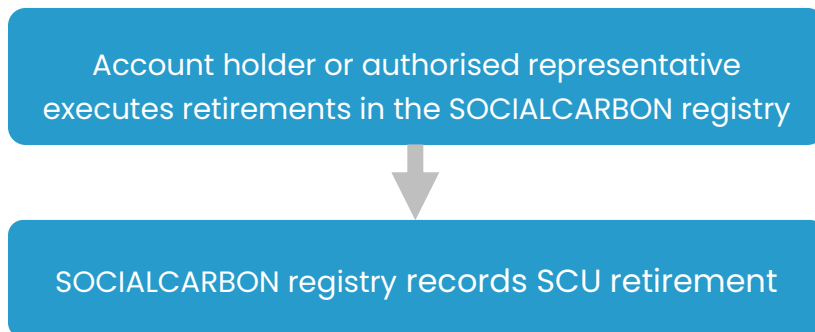 Account holder or authorised representative
executes retirements in the SOCIALCARBON registry
SOCIALCARBON registry records SCU retirement